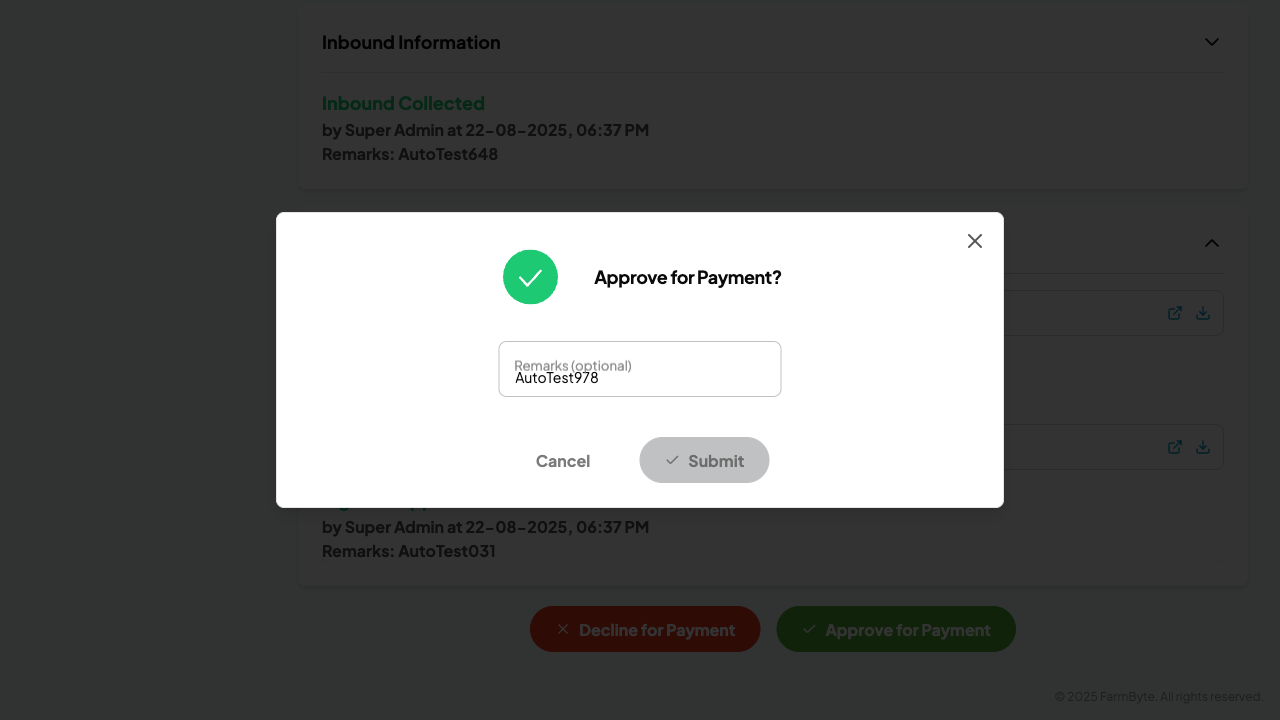 Inbound Information
Inbound Collected
by Super Admin at 22-08-2025, 06:37 PM
Remarks: AutoTest648
Approve for Payment?
Remarks (optional)
AutoTest978
Cancel
Submit
by Super Admin at 22-08-2025, 06:37 PM
Remarks: AutoTest031
Decline for Payment
Approve for Payment
© 2025 FarmByte. All rights reserved.